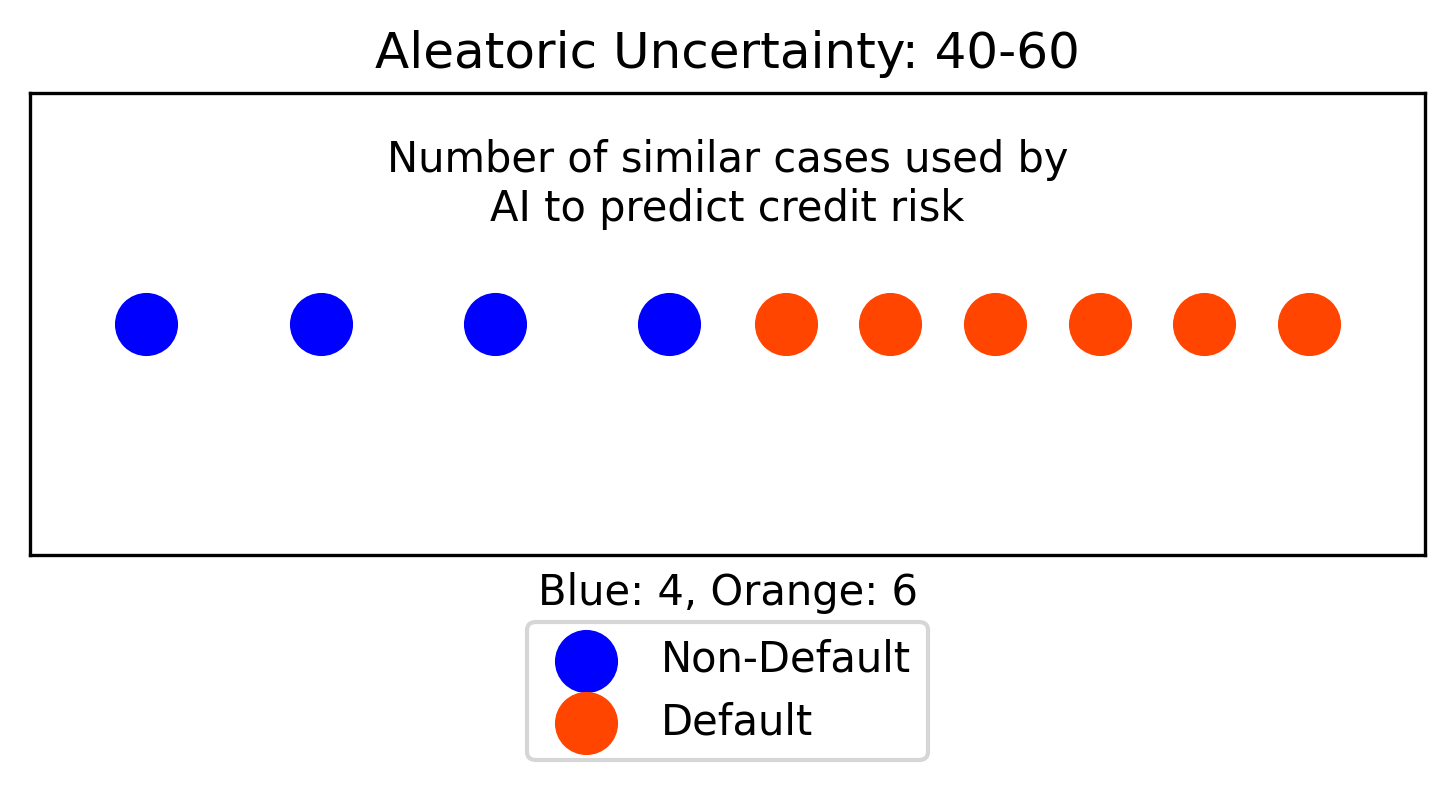 Aleatoric Uncertainty: 40-60
Number of similar cases used by
AI to predict credit risk
Blue: 4, Orange: 6
Non-Default
Default